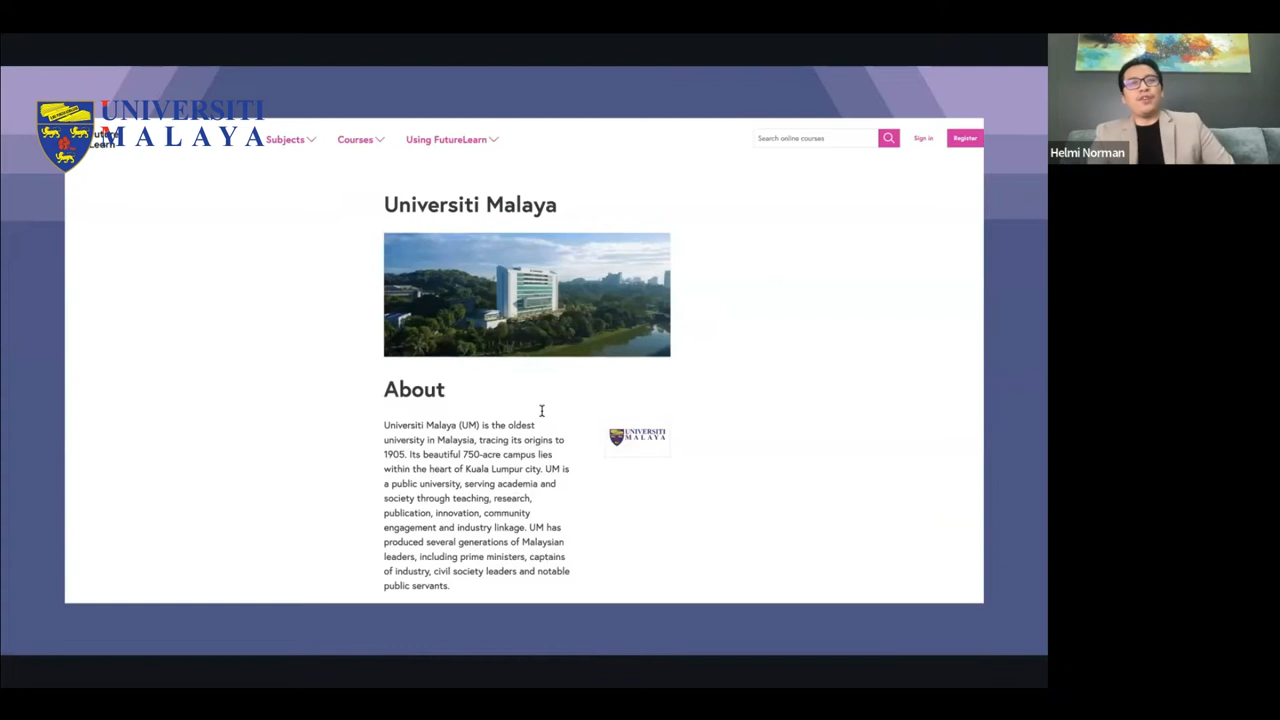 UNIVERSITI
MALAYA
Subjects
Courses
Using FutureLearn
Search online courses
Sign in
Register
Helmi Norman
Universiti Malaya
About
Universiti Malaya (UM) is the oldest
university in Malaysia, tracing its origins to
1905. Its beautiful 750-acre campus lies
within the heart of Kuala Lumpur city. UM is
a public university, serving academia and
society through teaching, research,
publication, innovation, community
engagement and industry linkage. UM has
produced several generations of Malaysian
leaders, including prime ministers, captains
of industry, civil society leaders and notable
public servants.
UNIVERSITI
MALAYA